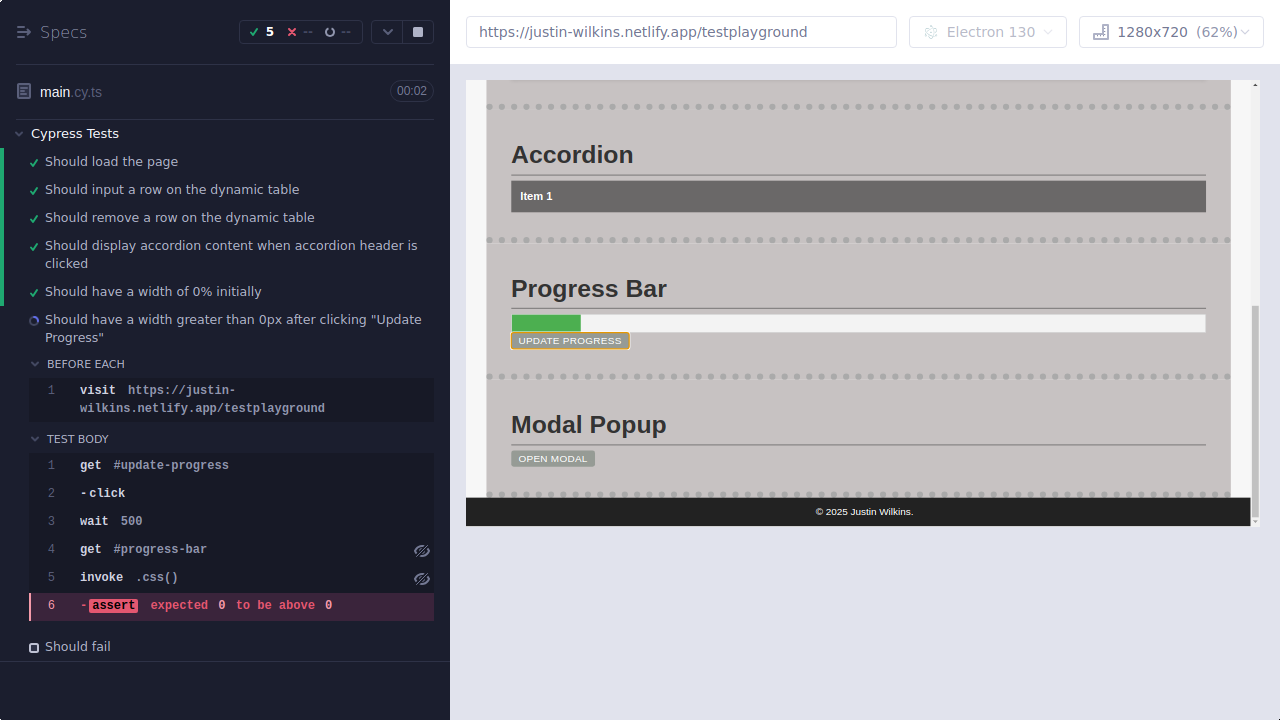 Specs
5
--
--
main.cy.ts
00:02
Cypress Tests
Should load the page
Should input a row on the dynamic table
Should remove a row on the dynamic table
Should display accordion content when accordion header is
clicked
Should have a width of 0% initially
Should have a width greater than 0px after clicking "Update
Progress"
BEFORE EACH
1 visit https://justin-
wilkins.netlify.app/testplayground
TEST BODY
1 get #update-progress
2 -click
3 wait 500
4 get #progress-bar
5 invoke .css()
6 -assert expected 0 to be above 0
Should fail
https://justin-wilkins.netlify.app/testplayground
Electron 130
1280x720 (62%)
Accordion
Item 1
Progress Bar
UPDATE PROGRESS
Modal Popup
OPEN MODAL
© 2025 Justin Wilkins.